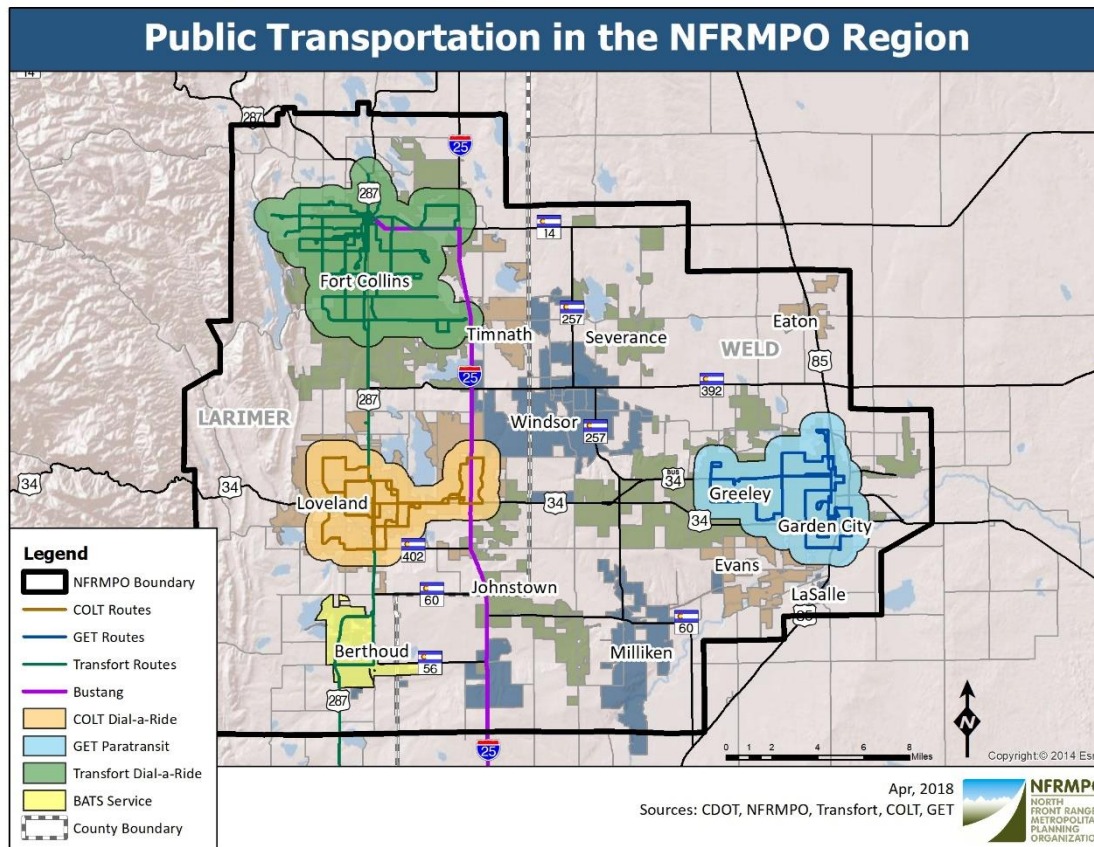 Public Transportation in the NFRMPO Region
14
287
25
287
14
Fort Collins
257
Eaton
Timnath
Severance
WELD
85
25
392
287
LARIMER
Windsor
257
BUS
34
34
34
Loveland
Greeley
34
34
Garden City
402
Evans
Johnstown
60
LaSalle
85
60
Berthoud
Milliken
56
287
25
Legend
NFRMPO Boundary
COLT Routes
GET Routes
Transfort Routes
Bustang
COLT Dial-a-Ride
GET Paratransit
Transfort Dial-a-Ride
BATS Service
County Boundary
N
0 1 2 4 6 8
Miles
Copyright:© 2014 Esr
Apr, 2018
Sources: CDOT, NFRMPO, Transfort, COLT, GET
NFRMPO
NORTH
FRONT RANGE
METROPOLITAN
PLANNING
ORGANIZATION